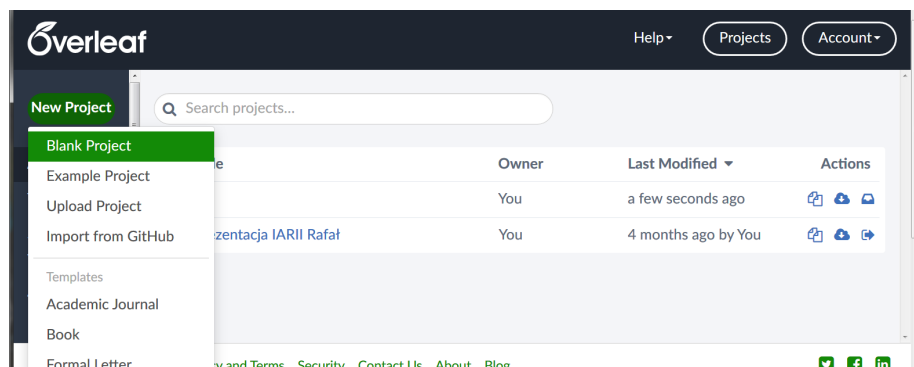 Overleaf
Help Projects Account
New Project Search projects...
Blank Project
Example Project
Upload Project
Import from GitHub
Templates
Academic Journal
Book
Formal Letter
e Owner Last Modified Actions
You a few seconds ago
zentacja IARII Rafał You 4 months ago by You
and Terms Security Contact Us About Blog